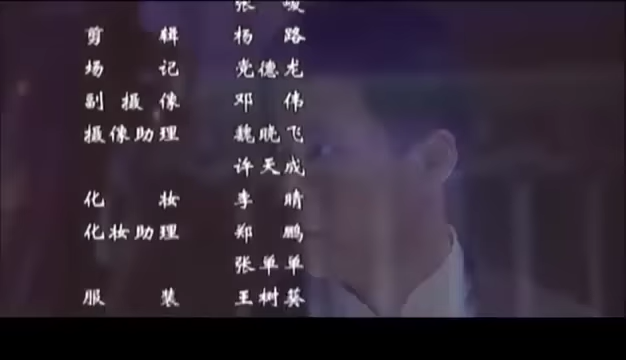 张 峻
剪 辑 杨 路
场 记 党德龙
副摄像 邓 伟
摄像助理 魏晓飞
许天成
化 妆 李 晴
化妆助理 郑 鹏
张单单
服 装 王树葵